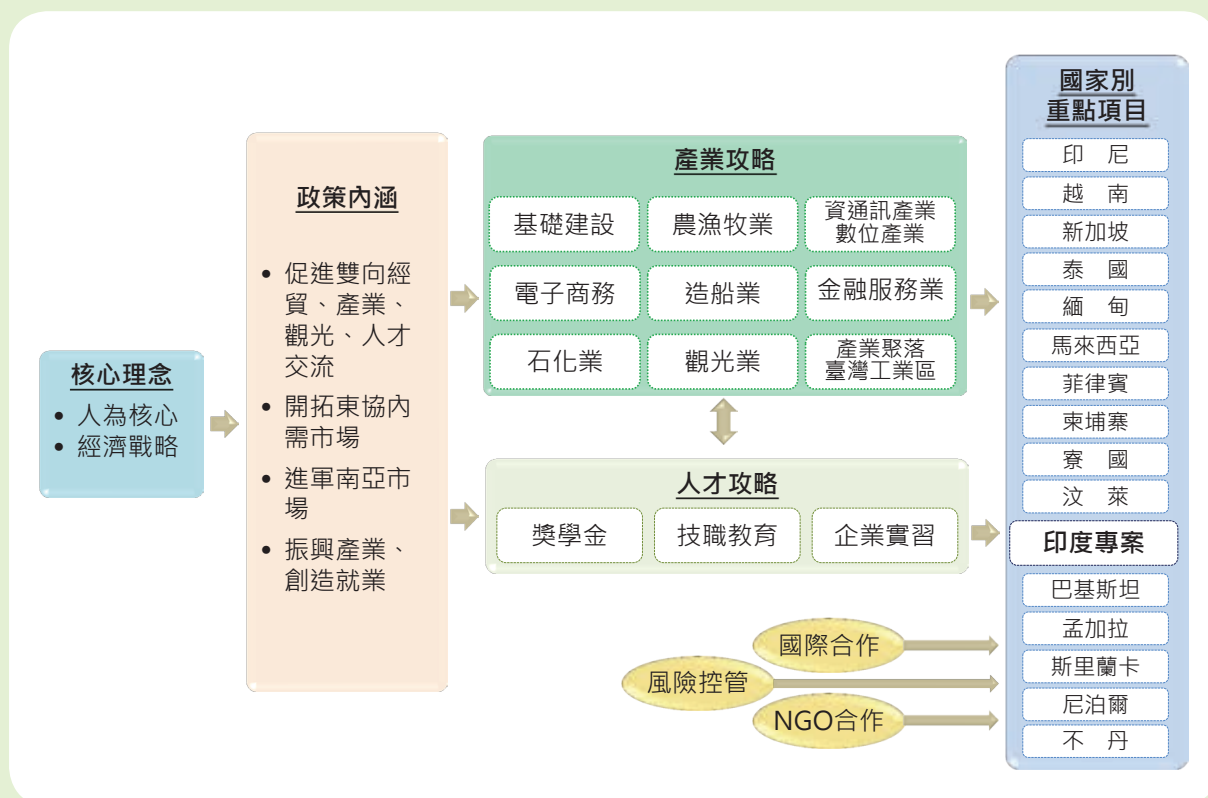 核心理念
• 人為核心
• 經濟戰略
政策內涵
• 促進雙向經
貿、產業、
觀光、人才
交流
• 開拓東協內
需市場
• 進軍南亞市
場
• 振興產業、
創造就業
產業攻略
基礎建設
農漁牧業
資通訊產業
數位產業
電子商務
造船業
金融服務業
石化業
觀光業
產業聚落
臺灣工業區
人才攻略
獎學金
技職教育
企業實習
國際合作
風險控管
NGO合作
國家別
重點項目
印 尼
越 南
新加坡
泰 國
緬 甸
馬來西亞
菲律賓
柬埔寨
寮 國
汶 萊
印度專案
巴基斯坦
孟加拉
斯里蘭卡
尼泊爾
不 丹